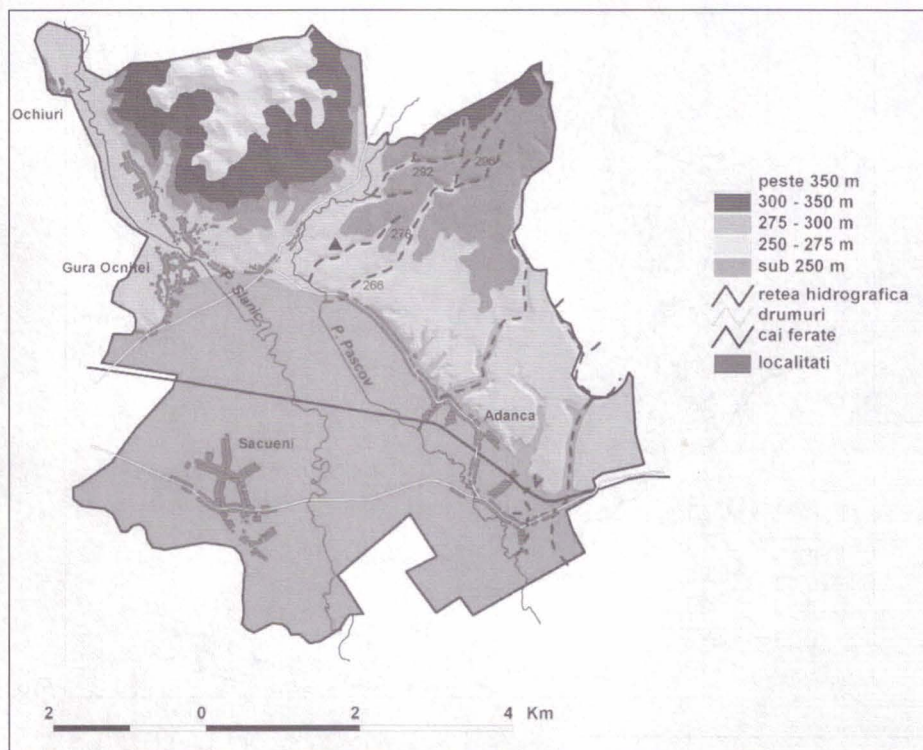 Ochiuri
292
296
276
266
Gura Ocnitei
P. Slanic
P. Pascov
Adanca
Sacueni
peste 350 m
300 - 350 m
275 - 300 m
250 - 275 m
sub 250 m
retea hidrografica
drumuri
cai ferate
localitati
2 0 2 4 Km